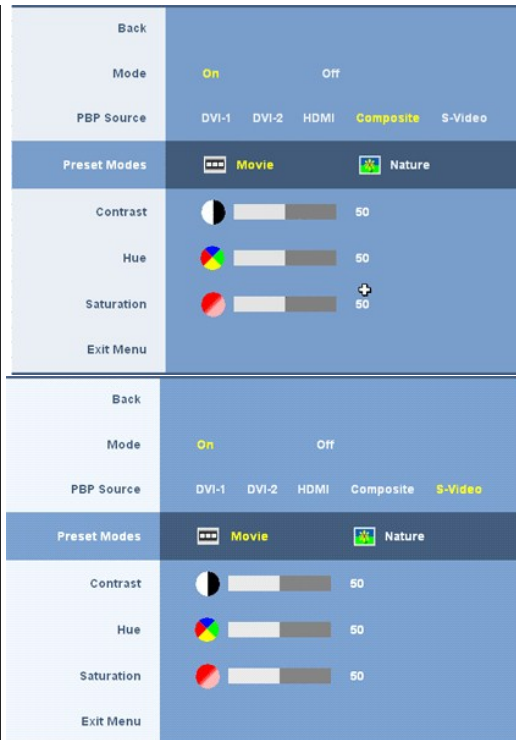 Back
Mode On Off
PBP Source DVI-1 DVI-2 HDMI Composite S-Video
Preset Modes Movie Nature
Contrast 50
Hue 50
Saturation 50
Exit Menu
Back
Mode On Off
PBP Source DVI-1 DVI-2 HDMI Composite S-Video
Preset Modes Movie Nature
Contrast 50
Hue 50
Saturation 50
Exit Menu